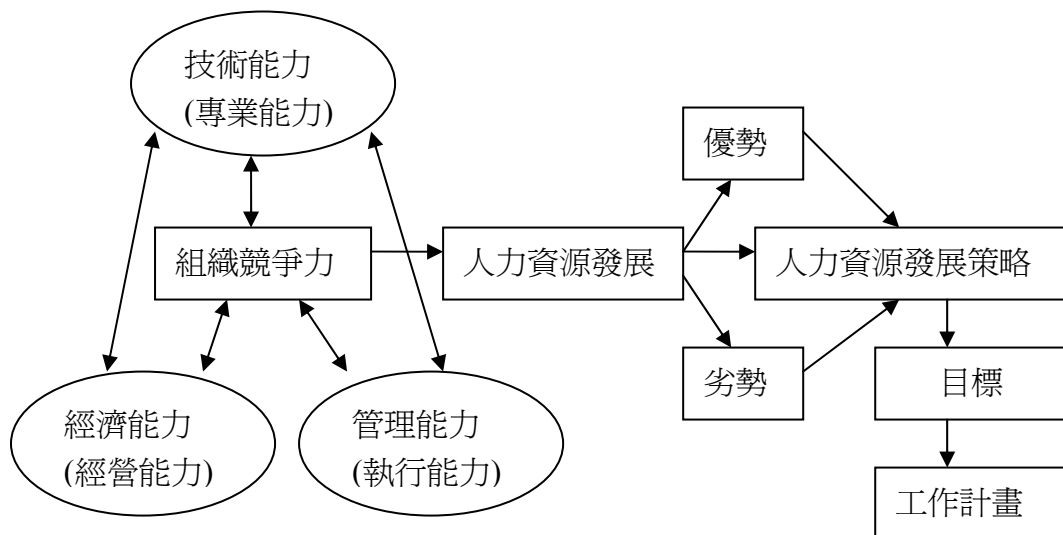 技術能力
(專業能力)
優勢
組織競爭力
人力資源發展
人力資源發展策略
劣勢
目標
經濟能力
(經營能力)
管理能力
(執行能力)
工作計畫